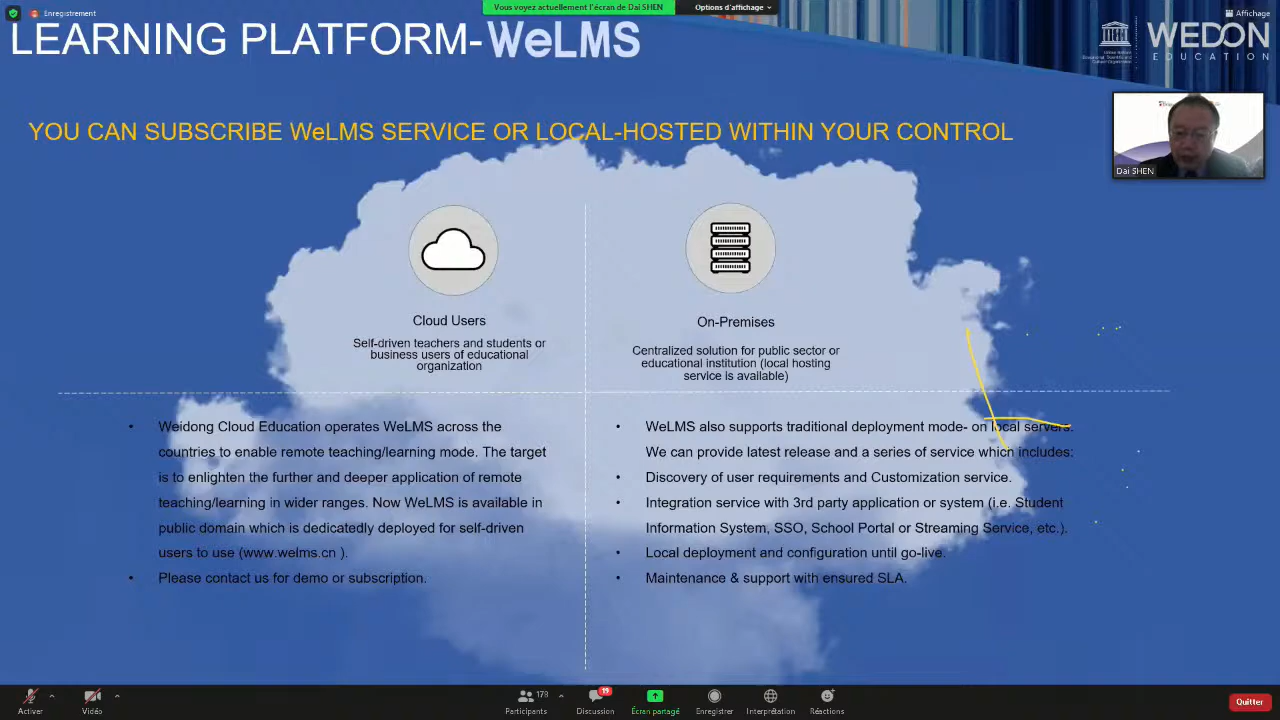 Enregistrement
Vous voyez actuellement l'écran de Dai SHEN
Options d'affichage
Affichage
LEARNING PLATFORM-WeLMS
WEDON
EDUCATION
YOU CAN SUBSCRIBE WeLMS SERVICE OR LOCAL-HOSTED WITHIN YOUR CONTROL
Dai SHEN
Cloud Users
Self-driven teachers and students or
business users of educational
organization
On-Premises
Centralized solution for public sector or
educational institution (local hosting
service is available)
• Weidong Cloud Education operates WeLMS across the
countries to enable remote teaching/learning mode. The target
is to enlighten the further and deeper application of remote
teaching/learning in wider ranges. Now WeLMS is available in
public domain which is dedicatedly deployed for self-driven
users to use (www.welms.cn ).
• Please contact us for demo or subscription.
• WeLMS also supports traditional deployment mode- on local servers.
We can provide latest release and a series of service which includes:
• Discovery of user requirements and Customization service.
• Integration service with 3rd party application or system (i.e. Student
Information System, SSO, School Portal or Streaming Service, etc.).
• Local deployment and configuration until go-live.
• Maintenance & support with ensured SLA.
Activer
Vidéo
178
Participants
19
Discussion
Écran partagé
Enregistrer
Interprétation
Réactions
Quitter